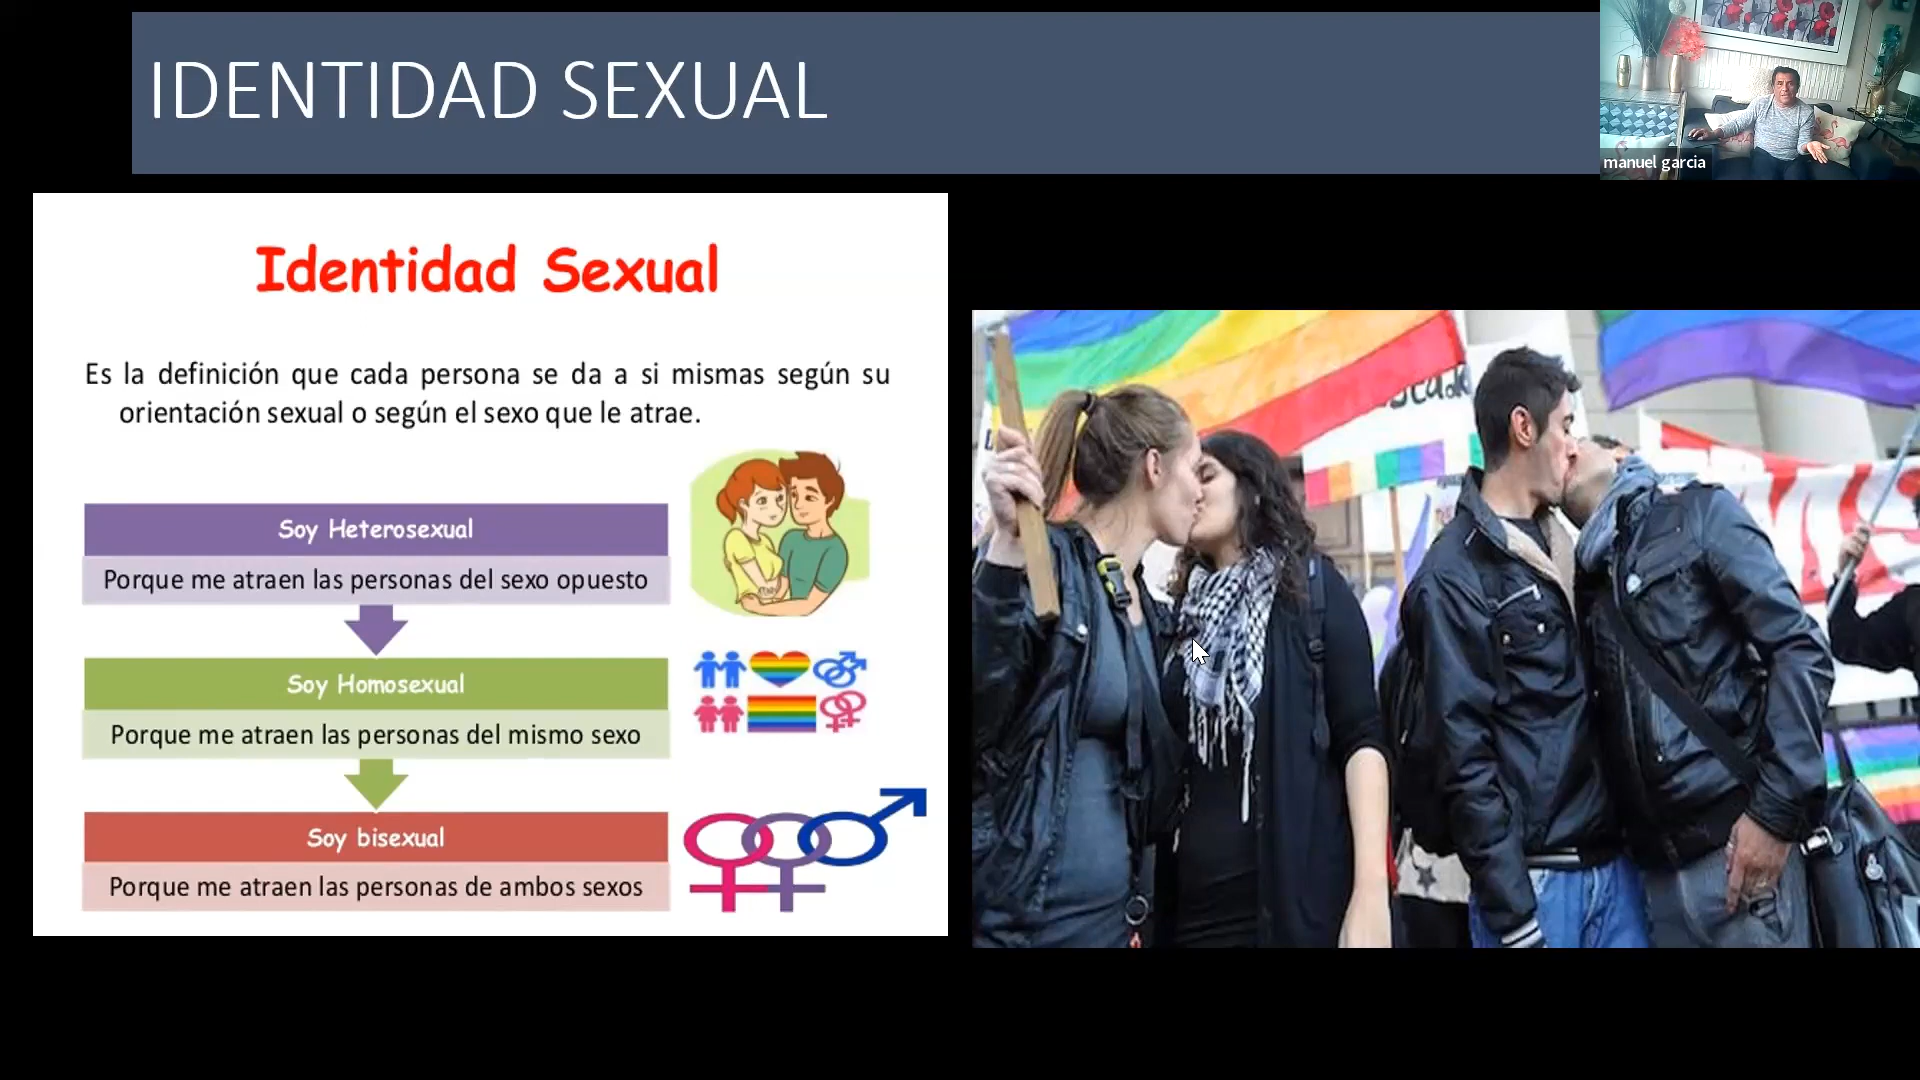 IDENTIDAD SEXUAL
manuel garcia
Identidad Sexual
Es la definición que cada persona se da a si mismas según su
orientación sexual o según el sexo que le atrae.
Soy Heterosexual
Porque me atraen las personas del sexo opuesto
Soy Homosexual
Porque me atraen las personas del mismo sexo
Soy bisexual
Porque me atraen las personas de ambos sexos